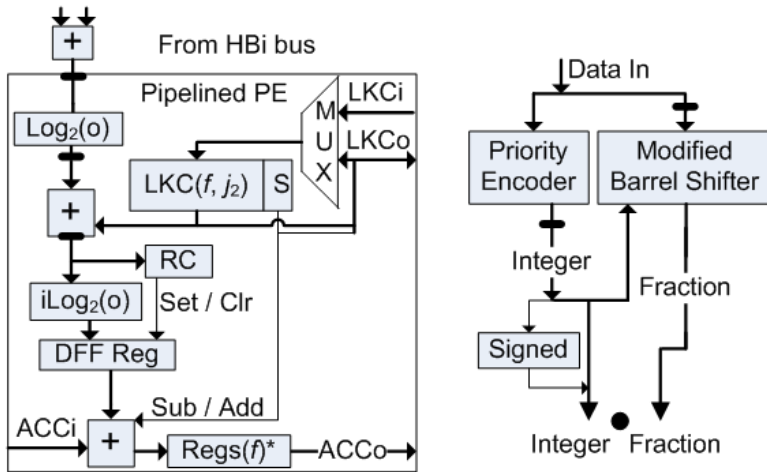 +
From HBi bus
Pipelined PE
Log₂(o)
M
U
X
LKCi
LKCo
LKC(f, j₂)
S
+
RC
iLog₂(o)
Set / Clr
DFF Reg
Sub / Add
ACCi
+
Regs(f)*
ACCo
Data In
Priority
Encoder
Modified
Barrel Shifter
Integer
Fraction
Signed
Integer
Fraction